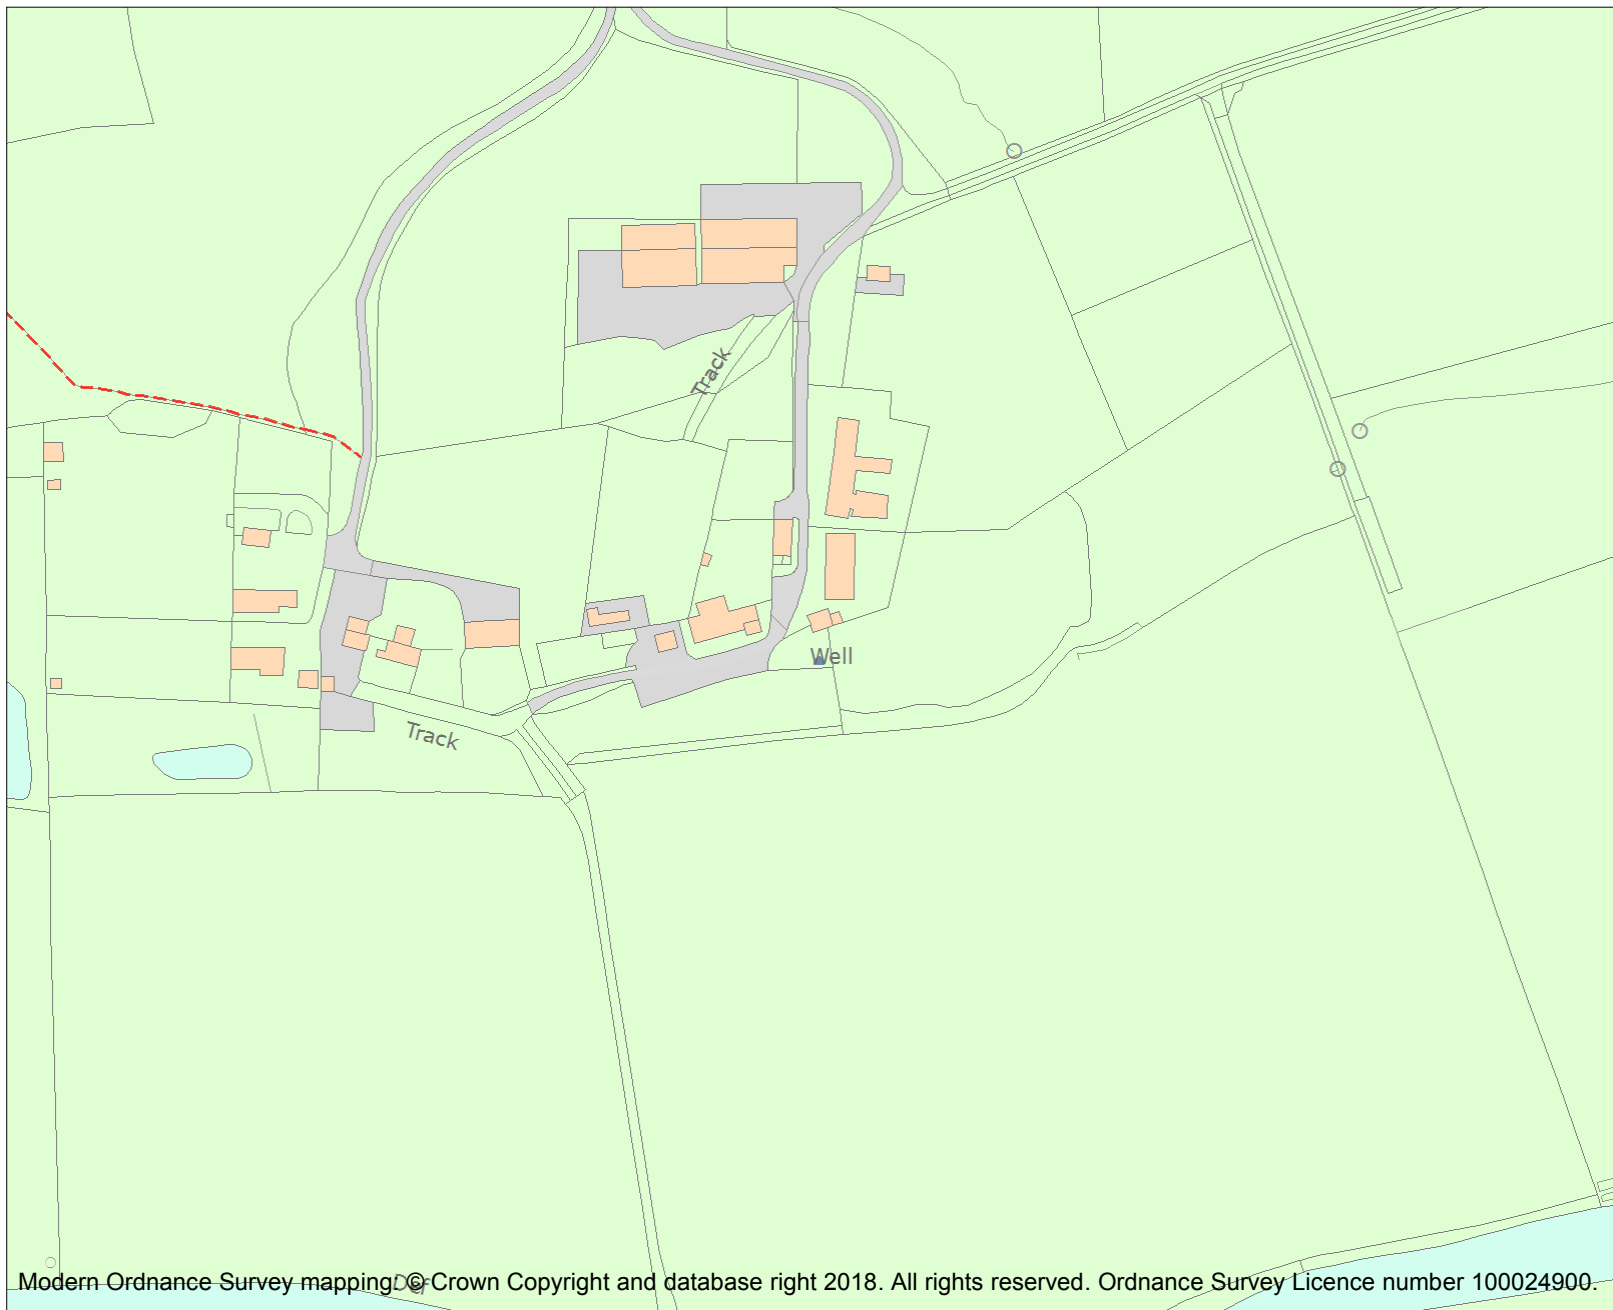 Track
Well
Track
Def
Modern Ordnance Survey mapping: © Crown Copyright and database right 2018. All rights reserved. Ordnance Survey Licence number 100024900.